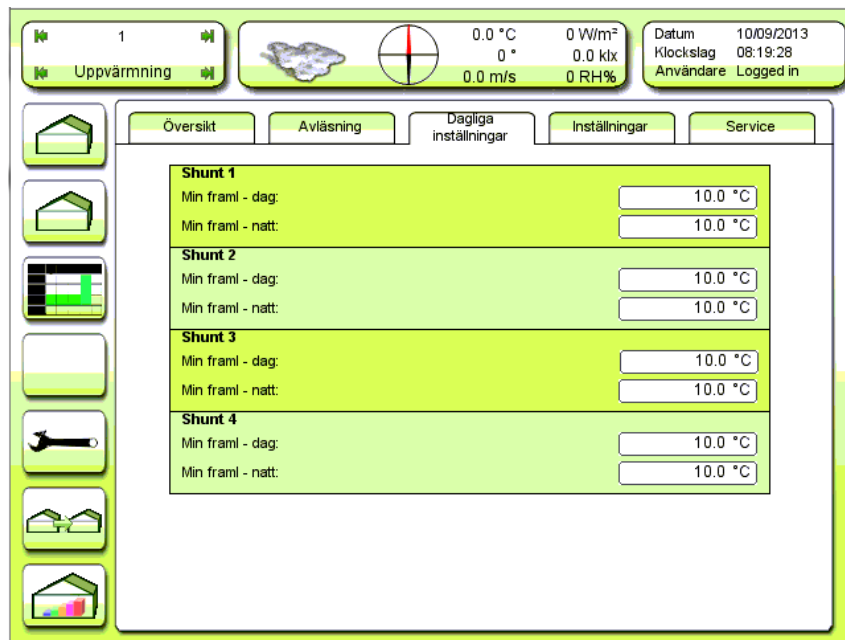 1
Uppvärmning
0.0 °C
0 W/m²
0 °
0.0 klx
0.0 m/s
0 RH%
Datum 10/09/2013
Klockslag 08:19:28
Användare Logged in
Översikt
Avläsning
Dagliga
inställningar
Inställningar
Service
Shunt 1
Min framl - dag: 10.0 °C
Min framl - natt: 10.0 °C
Shunt 2
Min framl - dag: 10.0 °C
Min framl - natt: 10.0 °C
Shunt 3
Min framl - dag: 10.0 °C
Min framl - natt: 10.0 °C
Shunt 4
Min framl - dag: 10.0 °C
Min framl - natt: 10.0 °C